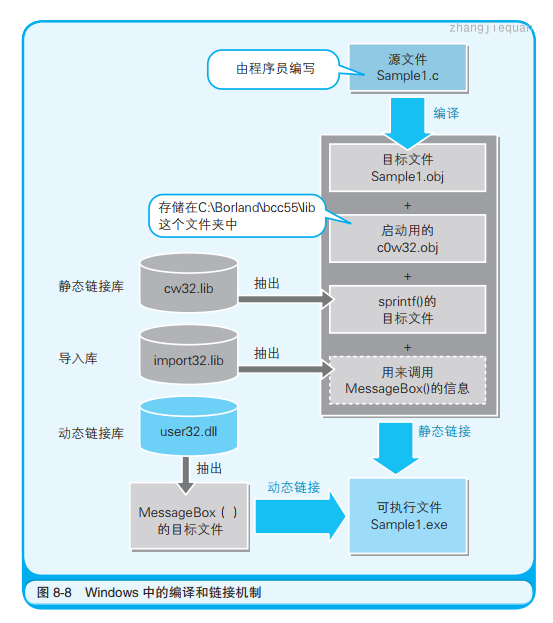 zhangjiequan
源文件
Sample1.c
由程序员编写
编译
目标文件
Sample1.obj
+
存储在C:\Borland\bcc55\lib
这个文件夹中
启动用的
c0w32.obj
+
静态链接库
cw32.lib
抽出
sprintf()的
目标文件
+
导入库
import32.lib
抽出
用来调用
MessageBox()的信息
动态链接库
user32.dll
静态链接
抽出
MessageBox ( )
的目标文件
动态链接
可执行文件
Sample1.exe
图 8-8 Windows 中的编译和链接机制